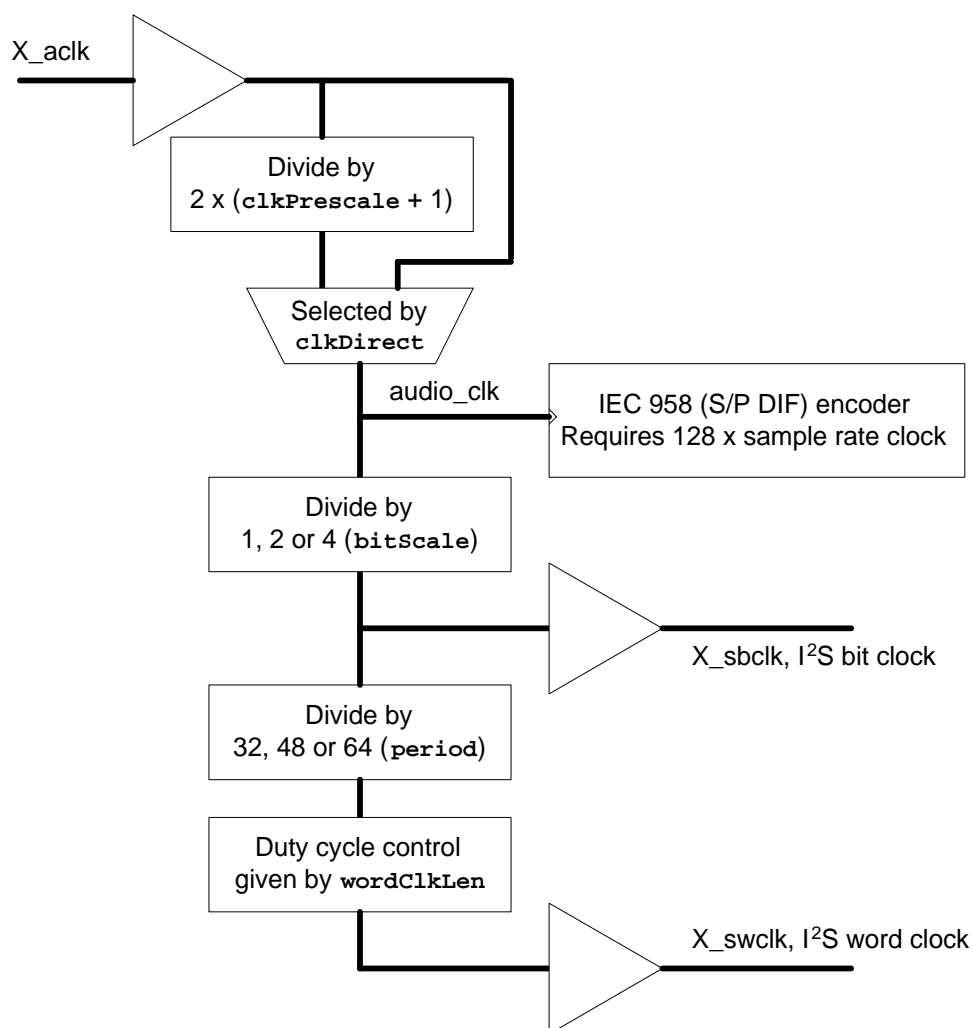 X_aclk
Divide by
2 x (clkPrescale + 1)
Selected by
clkDirect
audio_clk
IEC 958 (S/P DIF) encoder
Requires 128 x sample rate clock
Divide by
1, 2 or 4 (bitScale)
X_sbclk, I²S bit clock
Divide by
32, 48 or 64 (period)
Duty cycle control
given by wordClkLen
X_swclk, I²S word clock